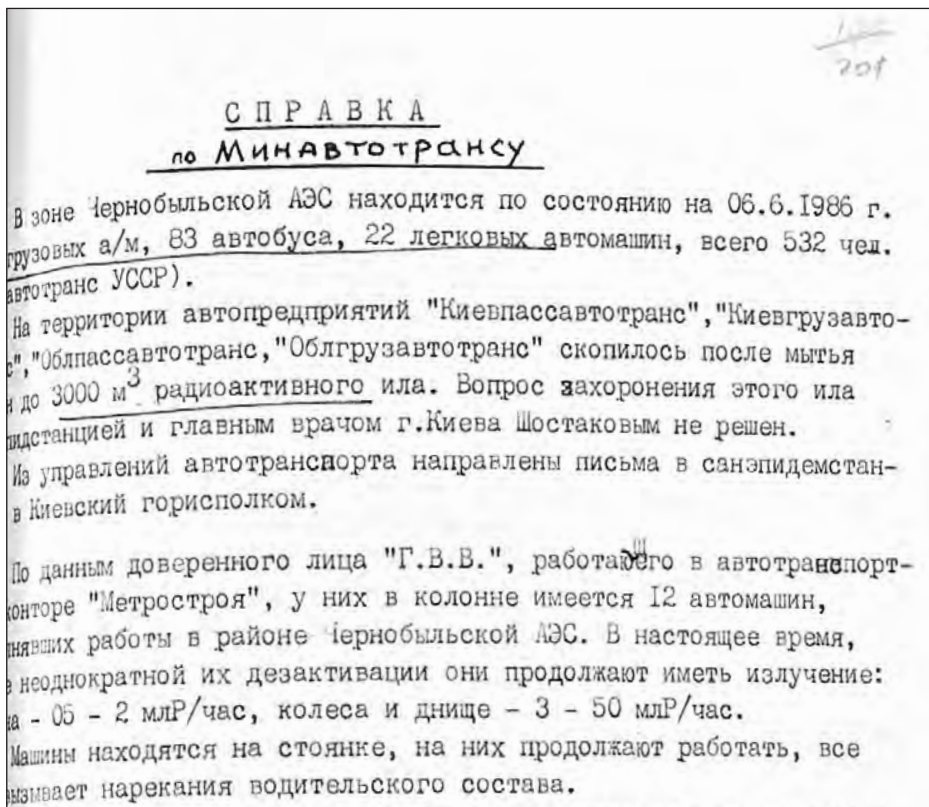 201
СПРАВКА
по Минавтотрансу
В зоне Чернобыльской АЭС находится по состоянию на 06.6.1986 г.
грузовых а/м, 83 автобуса, 22 легковых автомашин, всего 532 чел.
автотранс УССР).
На территории автопредприятий "Киевпассавтотранс","Киевгрузавто-
с","Облпассавтотранс,"Облгрузавтотранс" скопилось после мытья
н до 3000 м³ радиоактивного ила. Вопрос захоронения этого ила
пидстанцией и главным врачом г.Киева Шостаковым не решен.
Из управлений автотранспорта направлены письма в санэпидемстан-
в Киевский горисполком.
По данным доверенного лица "Г.В.В.", работающего в автотранспорт-
конторе "Метростроя", у них в колонне имеется 12 автомашин,
нявших работы в районе Чернобыльской АЭС. В настоящее время,
е неоднократной их дезактивации они продолжают иметь излучение:
на - 05 - 2 млР/час, колеса и днище - 3 - 50 млР/час.
Машины находятся на стоянке, на них продолжают работать, все
вызывает нарекания водительского состава.